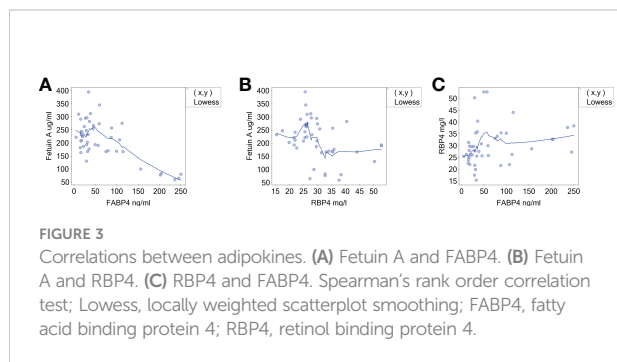 A
B
C
400
350
300
250
200
150
100
50
Fetuin A ug/ml
0
50
100
150
200
250
FABP4 ng/ml
( x,y )
Lowess
400
350
300
250
200
150
100
50
Fetuin A ug/ml
15
20
25
30
35
40
45
50
RBP4 mg/l
( x,y )
Lowess
50
45
40
35
30
25
20
15
RBP4 mg/l
0
50
100
150
200
250
FABP4 ng/ml
( x,y )
Lowess
FIGURE 3
Correlations between adipokines. (A) Fetuin A and FABP4. (B) Fetuin
A and RBP4. (C) RBP4 and FABP4. Spearman's rank order correlation
test; Lowess, locally weighted scatterplot smoothing; FABP4, fatty
acid binding protein 4; RBP4, retinol binding protein 4.